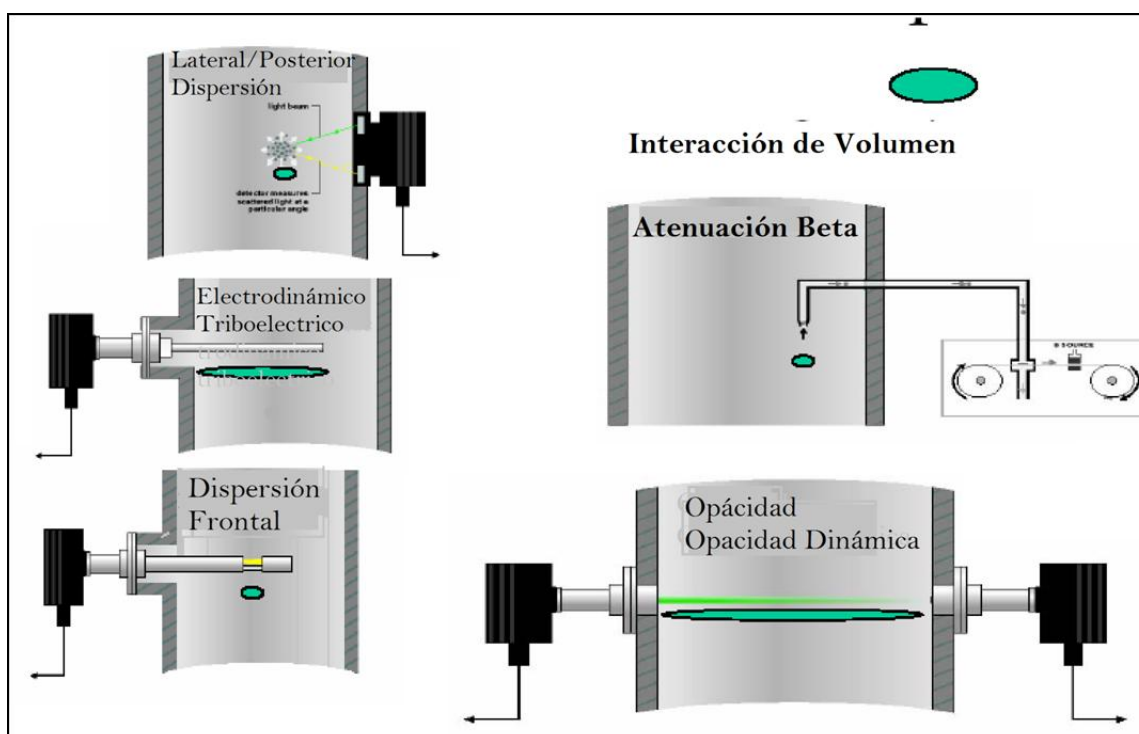 Lateral/Posterior
Dispersión
light beam
detector measures
scattered light at a
particular angle
Interacción de Volumen
Atenuación Beta
Electrodinámico
Triboelectrico
β SOURCE
Dispersión
Frontal
Opácidad
Opacidad Dinámica